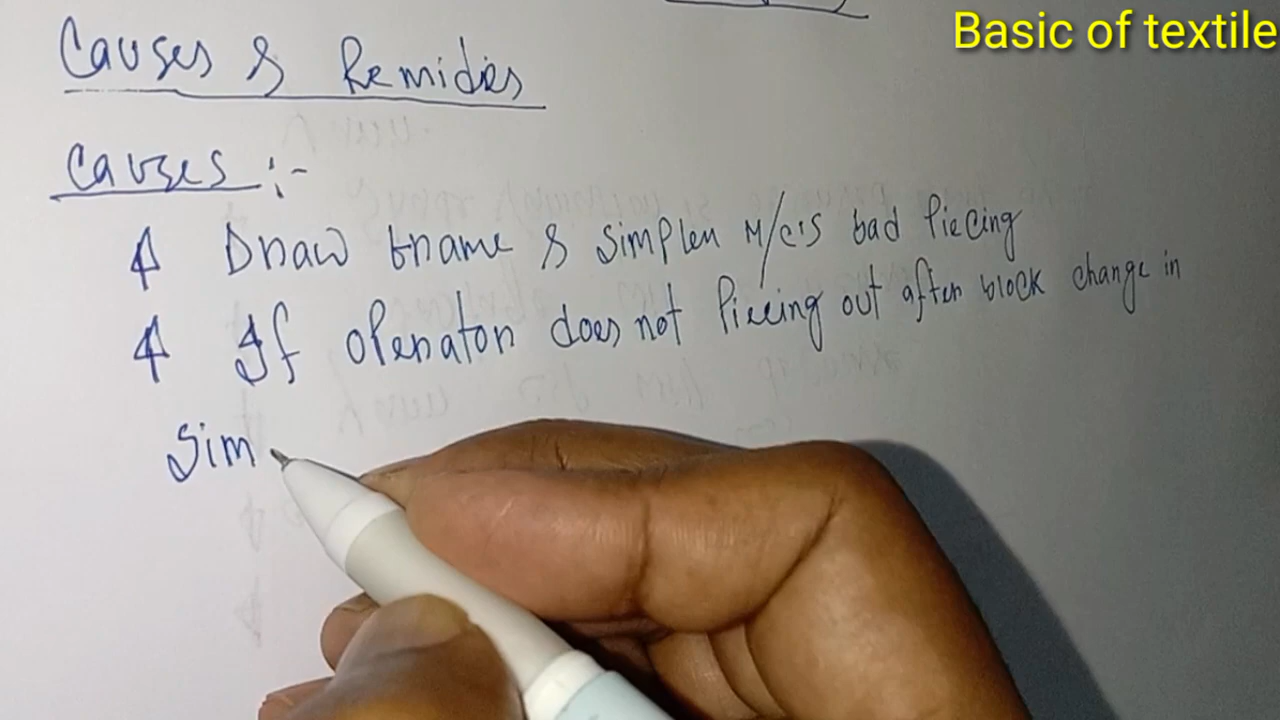 Basic of textile
Causes & Remidies
Causes :-
Draw frame & Simplex M/C's bad Piecing
If operator does not Piecing out after block change in
Sim